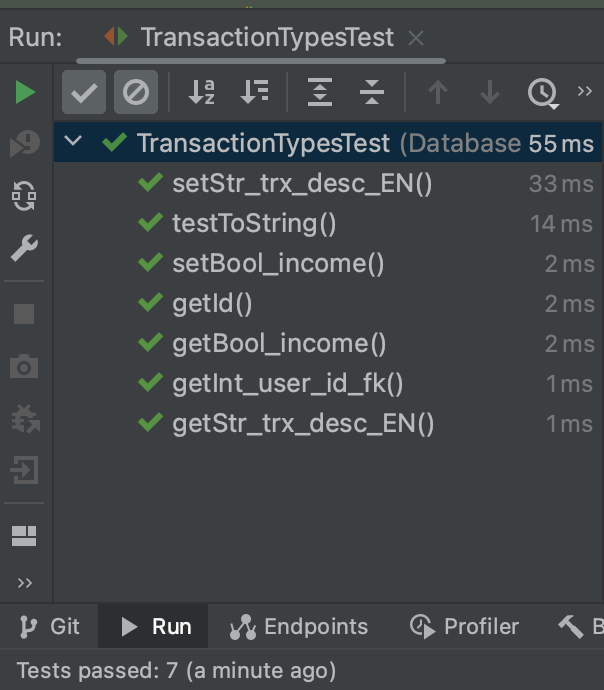 Run: TransactionTypesTest
TransactionTypesTest (Database 55 ms
setStr_trx_desc_EN() 33 ms
testToString() 14 ms
setBool_income() 2 ms
getId() 2 ms
getBool_income() 2 ms
getInt_user_id_fk() 1 ms
getStr_trx_desc_EN() 1 ms
Git Run Endpoints Profiler B
Tests passed: 7 (a minute ago)